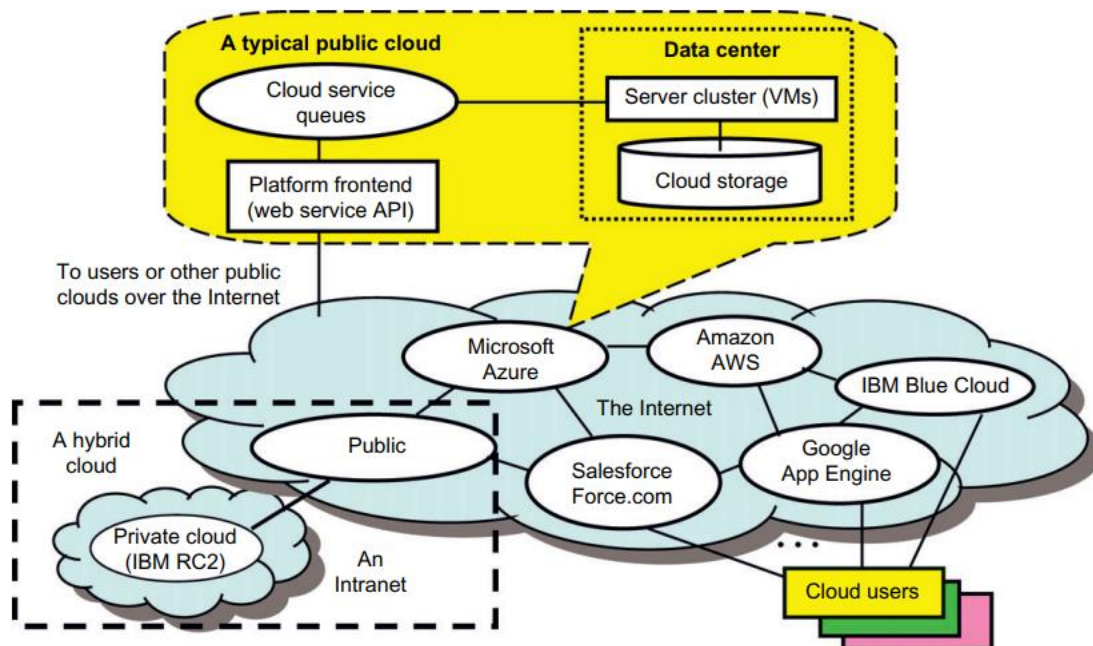 A typical public cloud
Data center
Cloud service
queues
Server cluster (VMs)
Platform frontend
(web service API)
Cloud storage
To users or other public
clouds over the Internet
Microsoft
Azure
Amazon
AWS
IBM Blue Cloud
The Internet
A hybrid
cloud
Public
Salesforce
Force.com
Google
App Engine
Private cloud
(IBM RC2)
An
Intranet
...
Cloud users